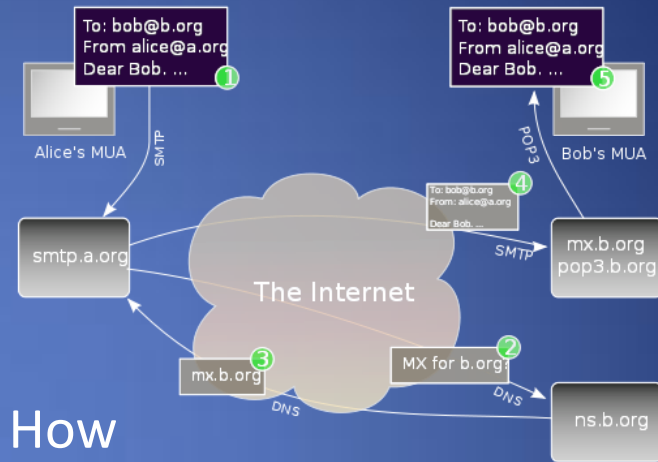 To: bob@b.org
From alice@a.org
Dear Bob. ...
1
Alice's MUA
SMTP
To: bob@b.org
From alice@a.org
Dear Bob. ...
5
POP3
Bob's MUA
smtp.a.org
The Internet
To: bob@b.org
From: alice@a.org
Dear Bob. ...
4
SMTP
mx.b.org
pop3.b.org
MX for b.org?
2
DNS
mx.b.org
3
DNS
ns.b.org
How